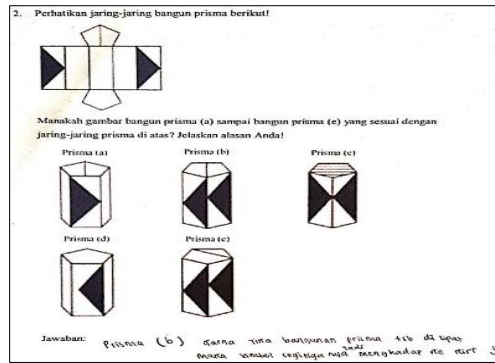 2. Perhatikan jaring-jaring bangun prisma berikut!
Manakah gambar bangun prisma (a) sampai bangun prisma (e) yang sesuai dengan
jaring-jaring prisma di atas? Jelaskan alasan Anda!
Prisma (a) Prisma (b) Prisma (c)
Prisma (d) Prisma (e)
Jawaban: Prisma (b) karna jika bangunan prisma tsb di lipat
maka simbol segitiga nya menghadap ke kiri